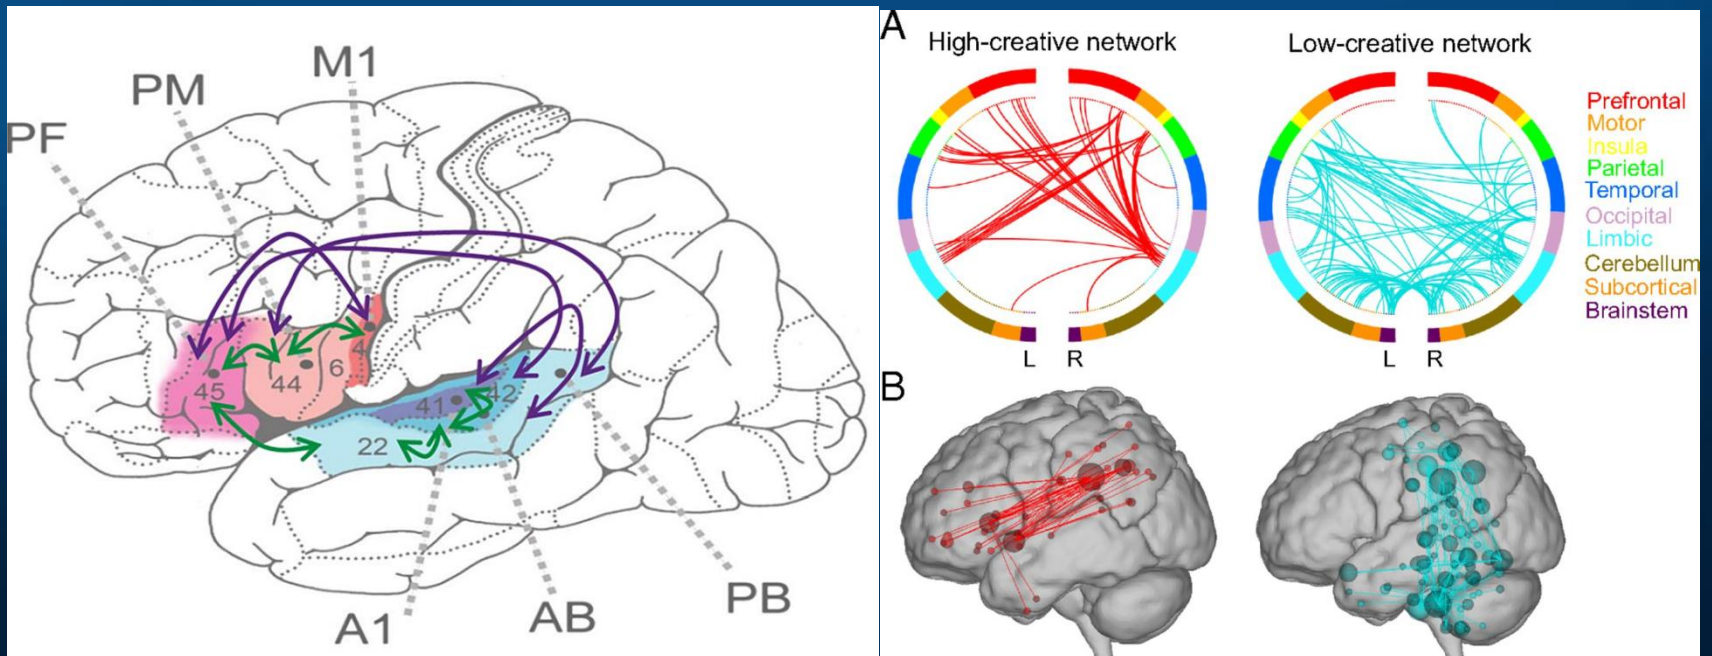 M1
PM
PF
45
44
6
4
41
42
22
A1
AB
PB
A
High-creative network
Low-creative network
Prefrontal
Motor
Insula
Parietal
Temporal
Occipital
Limbic
Cerebellum
Subcortical
Brainstem
L R
L R
B